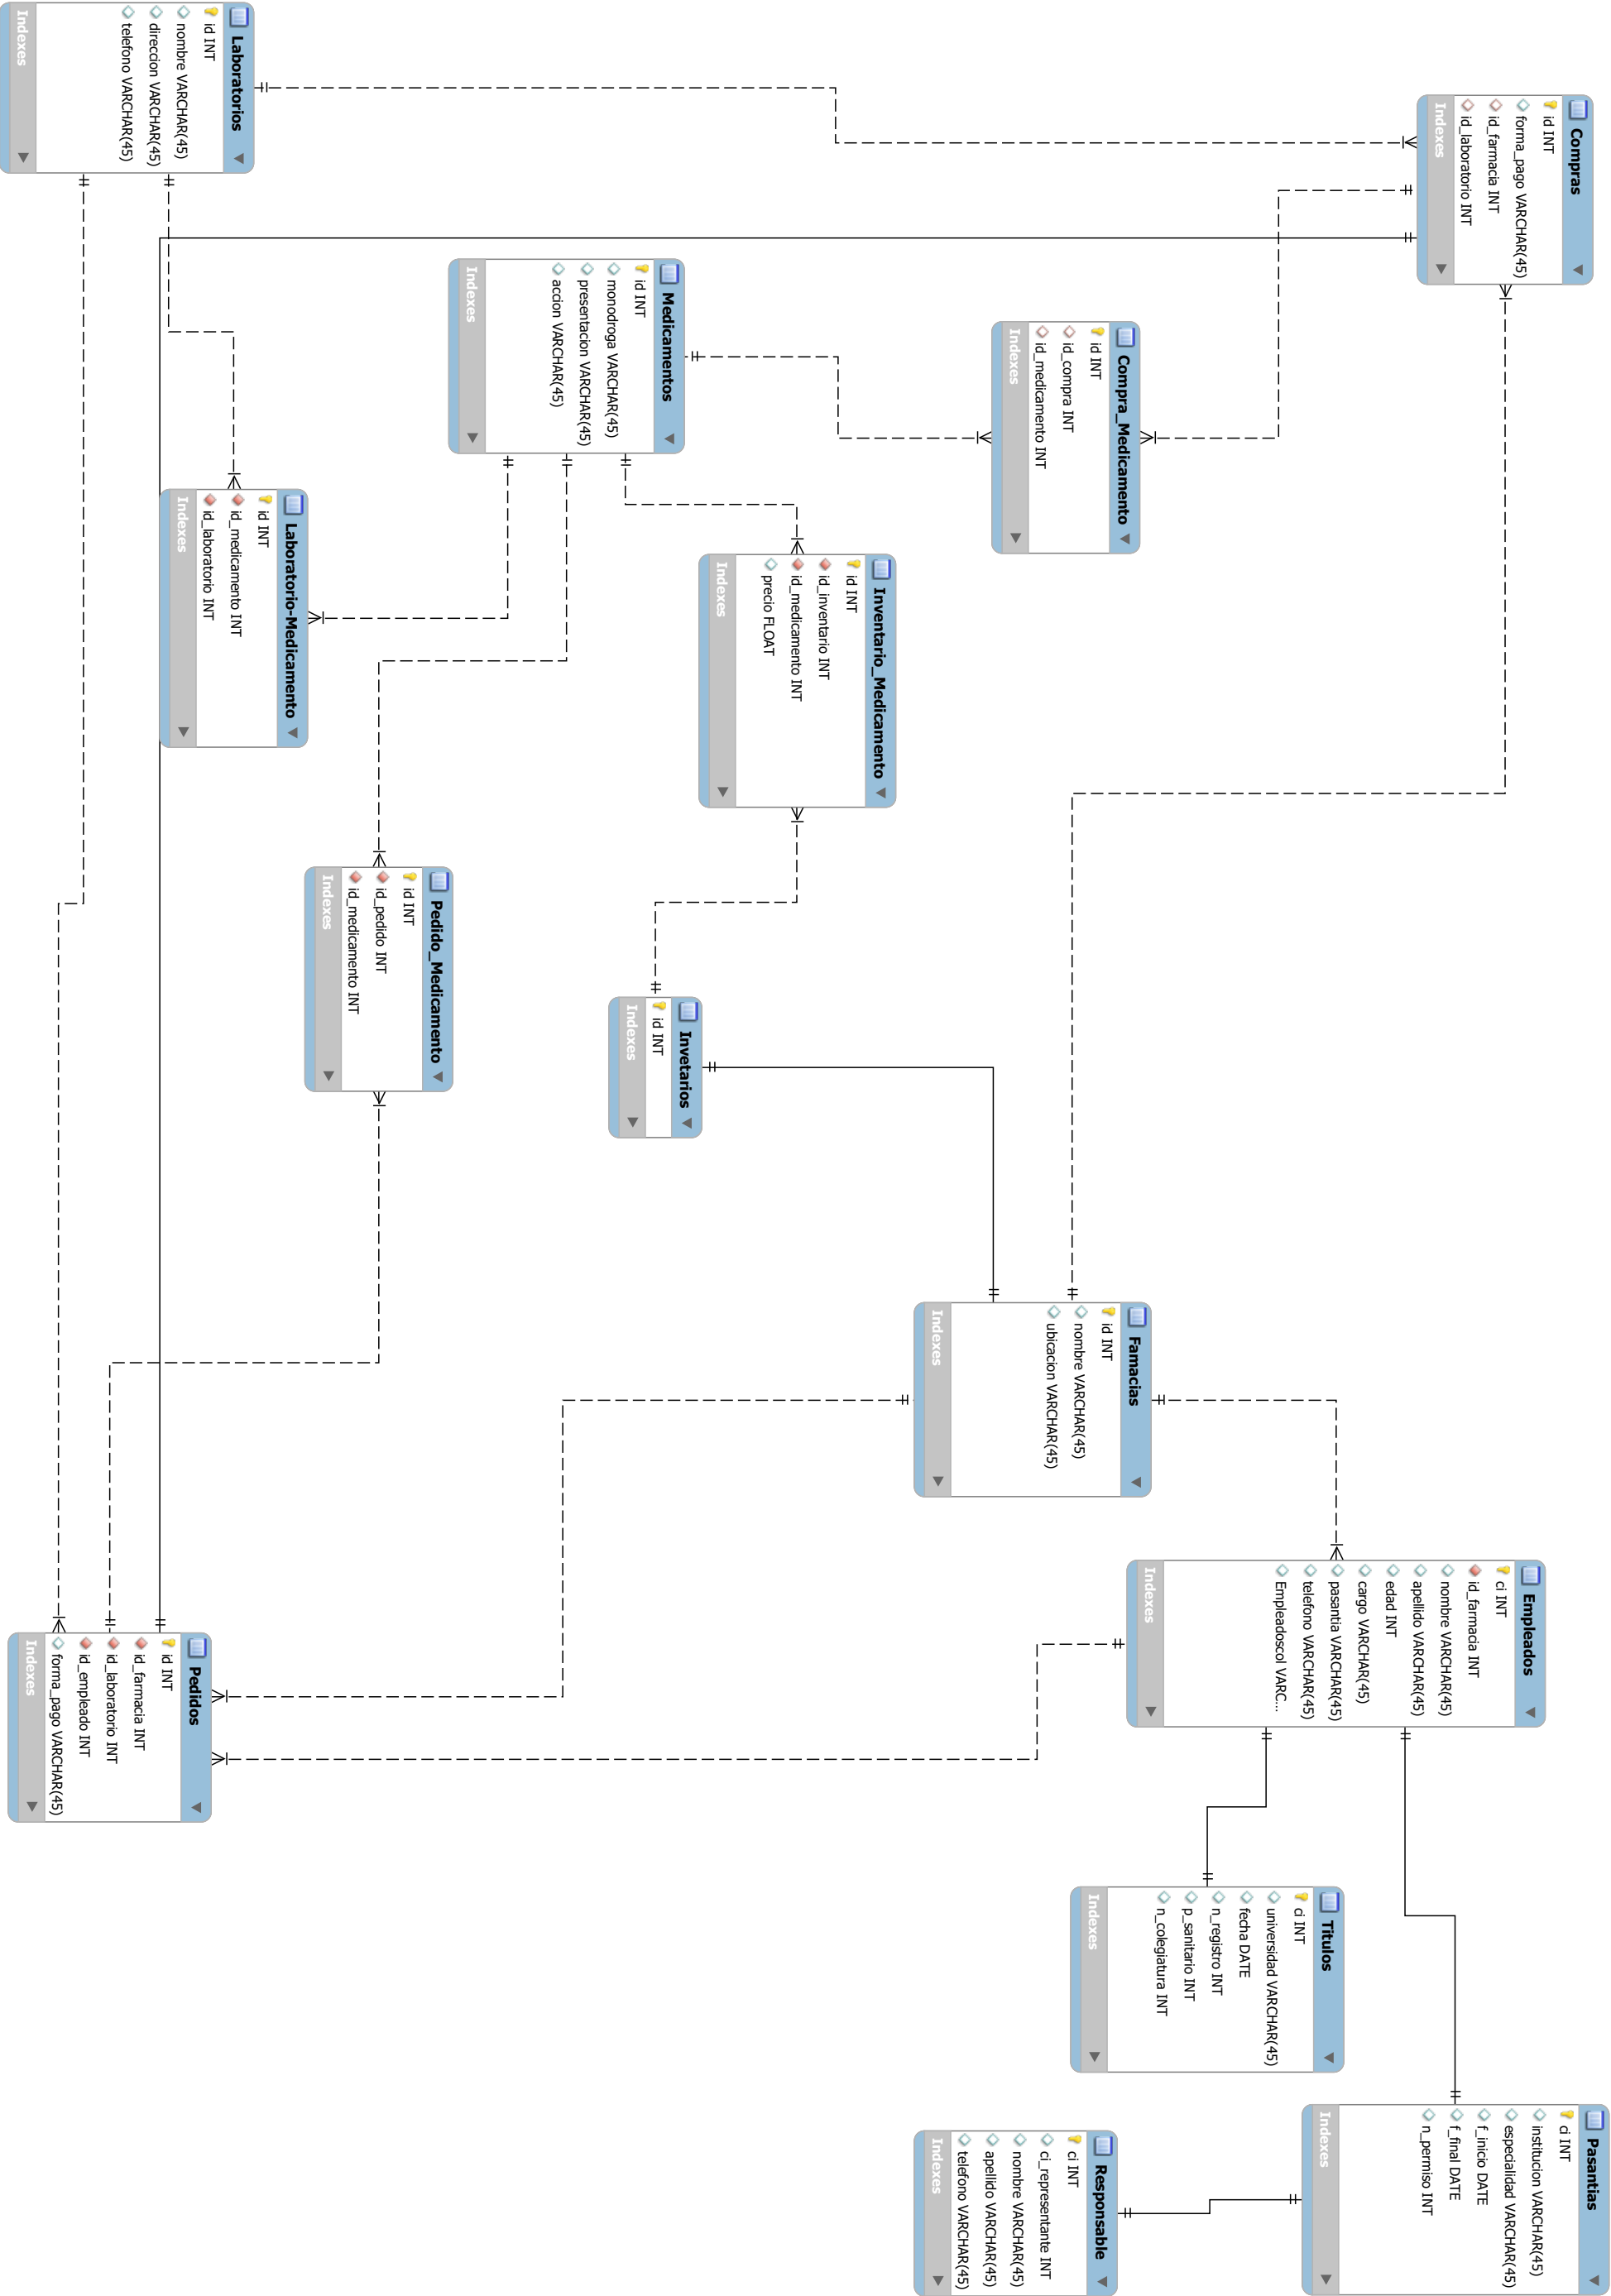 Compras
id INT
forma_pago VARCHAR(45)
id_farmacia INT
id_laboratorio INT
Indexes
Empleados
ci INT
id_farmacia INT
nombre VARCHAR(45)
apellido VARCHAR(45)
edad INT
cargo VARCHAR(45)
pasantia VARCHAR(45)
telefono VARCHAR(45)
Empleadoscol VARC...
Indexes
Pasantias
ci INT
institucion VARCHAR(45)
especialidad VARCHAR(45)
f_inicio DATE
f_final DATE
n_permiso INT
Indexes
Titulos
ci INT
universidad VARCHAR(45)
fecha DATE
n_registro INT
p_sanitario INT
n_colegiatura INT
Indexes
Compra_Medicamento
id INT
id_compra INT
id_medicamento INT
Indexes
Famacias
id INT
nombre VARCHAR(45)
ubicacion VARCHAR(45)
Indexes
Responsable
ci INT
ci_representante INT
nombre VARCHAR(45)
apellido VARCHAR(45)
telefono VARCHAR(45)
Indexes
Inventario_Medicamento
id INT
id_inventario INT
id_medicamento INT
precio FLOAT
Indexes
Medicamentos
id INT
monodroga VARCHAR(45)
presentacion VARCHAR(45)
accion VARCHAR(45)
Indexes
Invetarios
id INT
Indexes
Pedido_Medicamento
id INT
id_pedido INT
id_medicamento INT
Indexes
Laboratorio-Medicamento
id INT
id_medicamento INT
id_laboratorio INT
Indexes
Laboratorios
id INT
nombre VARCHAR(45)
direccion VARCHAR(45)
telefono VARCHAR(45)
Indexes
Pedidos
id INT
id_farmacia INT
id_laboratorio INT
id_empleado INT
forma_pago VARCHAR(45)
Indexes